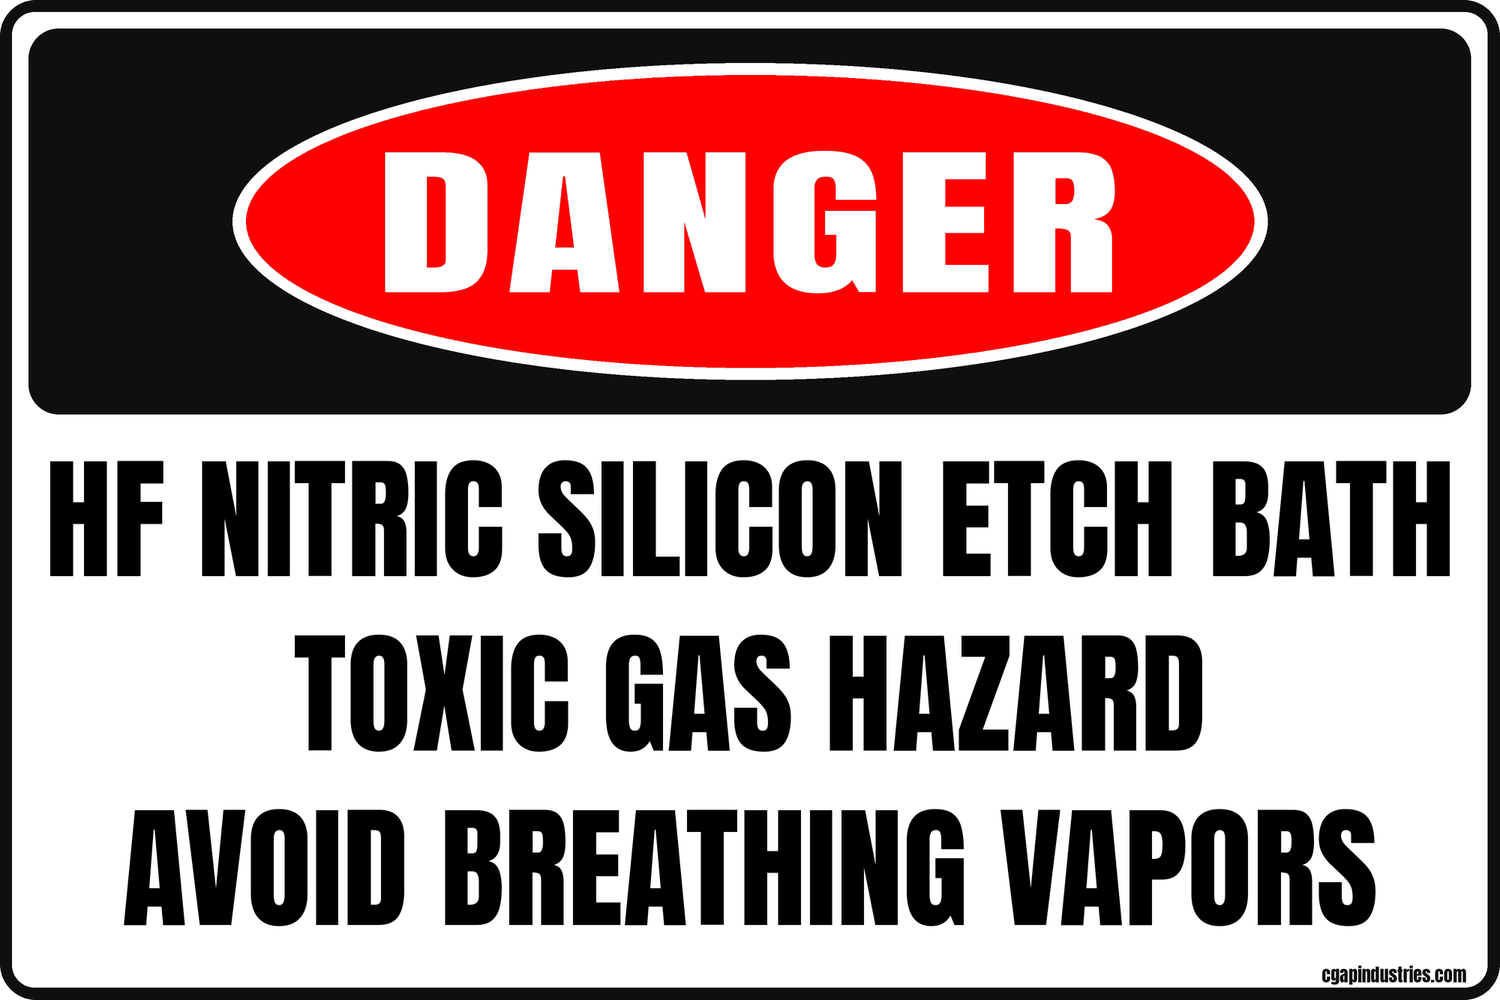 DANGER
HF NITRIC SILICON ETCH BATH
TOXIC GAS HAZARD
AVOID BREATHING VAPORS
cgapindustries.com